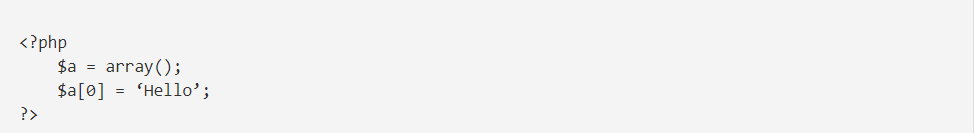 <?php
    $a = array();
    $a[0] = ‘Hello’;
?>